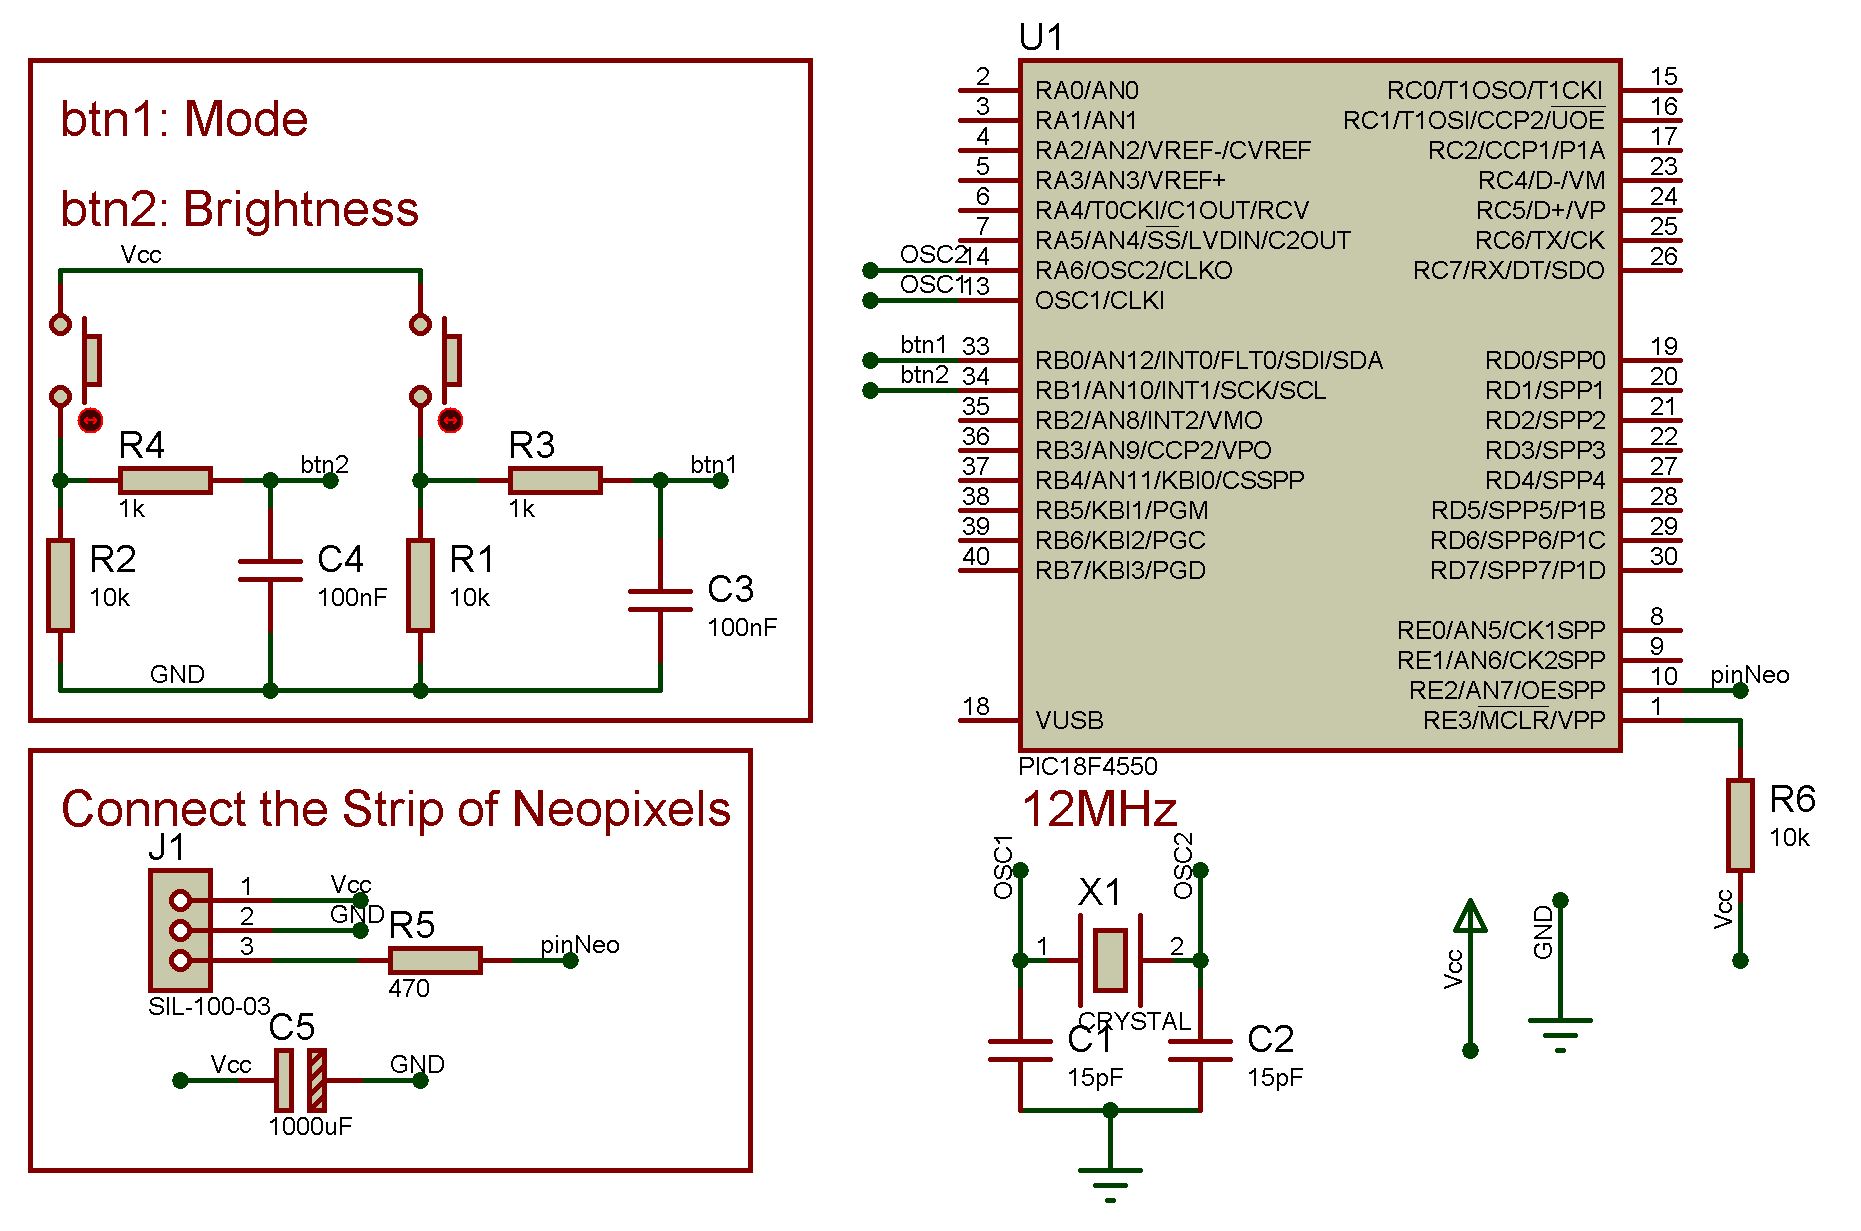 btn1: Mode
btn2: Brightness
Vcc
R4
1k
btn2
R3
1k
btn1
R2
10k
C4
100nF
R1
10k
C3
100nF
GND
Connect the Strip of Neopixels
J1
1
Vcc
2
GND
3
R5
470
pinNeo
SIL-100-03
C5
Vcc
GND
1000uF
U1
2 RA0/AN0
3 RA1/AN1
4 RA2/AN2/VREF-/CVREF
5 RA3/AN3/VREF+
6 RA4/T0CKI/C1OUT/RCV
7 RA5/AN4/SS/LVDIN/C2OUT
OSC2 14 RA6/OSC2/CLKO
OSC1 13 OSC1/CLKI
btn1 33 RB0/AN12/INT0/FLT0/SDI/SDA
btn2 34 RB1/AN10/INT1/SCK/SCL
35 RB2/AN8/INT2/VMO
36 RB3/AN9/CCP2/VPO
37 RB4/AN11/KBI0/CSSPP
38 RB5/KBI1/PGM
39 RB6/KBI2/PGC
40 RB7/KBI3/PGD
18 VUSB
RC0/T1OSO/T1CKI 15
RC1/T1OSI/CCP2/UOE 16
RC2/CCP1/P1A 17
RC4/D-/VM 23
RC5/D+/VP 24
RC6/TX/CK 25
RC7/RX/DT/SDO 26
RD0/SPP0 19
RD1/SPP1 20
RD2/SPP2 21
RD3/SPP3 22
RD4/SPP4 27
RD5/SPP5/P1B 28
RD6/SPP6/P1C 29
RD7/SPP7/P1D 30
RE0/AN5/CK1SPP 8
RE1/AN6/CK2SPP 9
RE2/AN7/OESPP 10 pinNeo
RE3/MCLR/VPP 1
PIC18F4550
12MHz
OSC1
OSC2
X1
1
2
CRYSTAL
C1
15pF
C2
15pF
Vcc
GND
R6
10k
Vcc